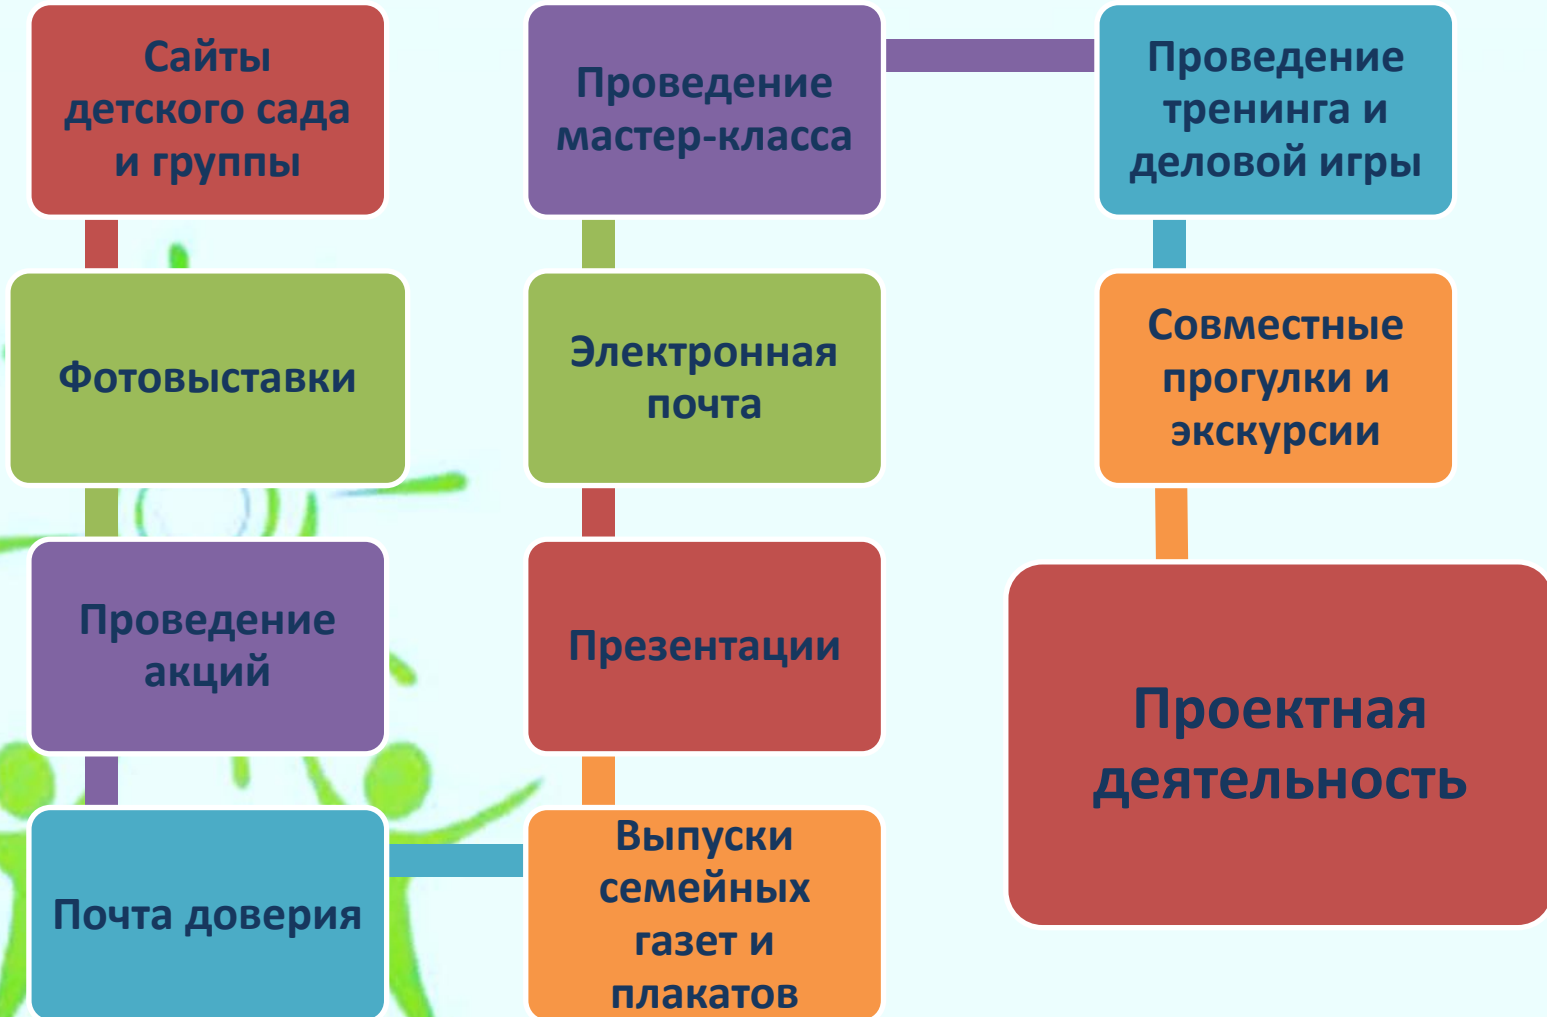 Сайты
детского сада
и группы
Фотовыставки
Проведение
акций
Почта доверия
Выпуски
семейных
газет и
плакатов
Презентации
Электронная
почта
Проведение
мастер-класса
Проведение
тренинга и
деловой игры
Совместные
прогулки и
экскурсии
Проектная
деятельность